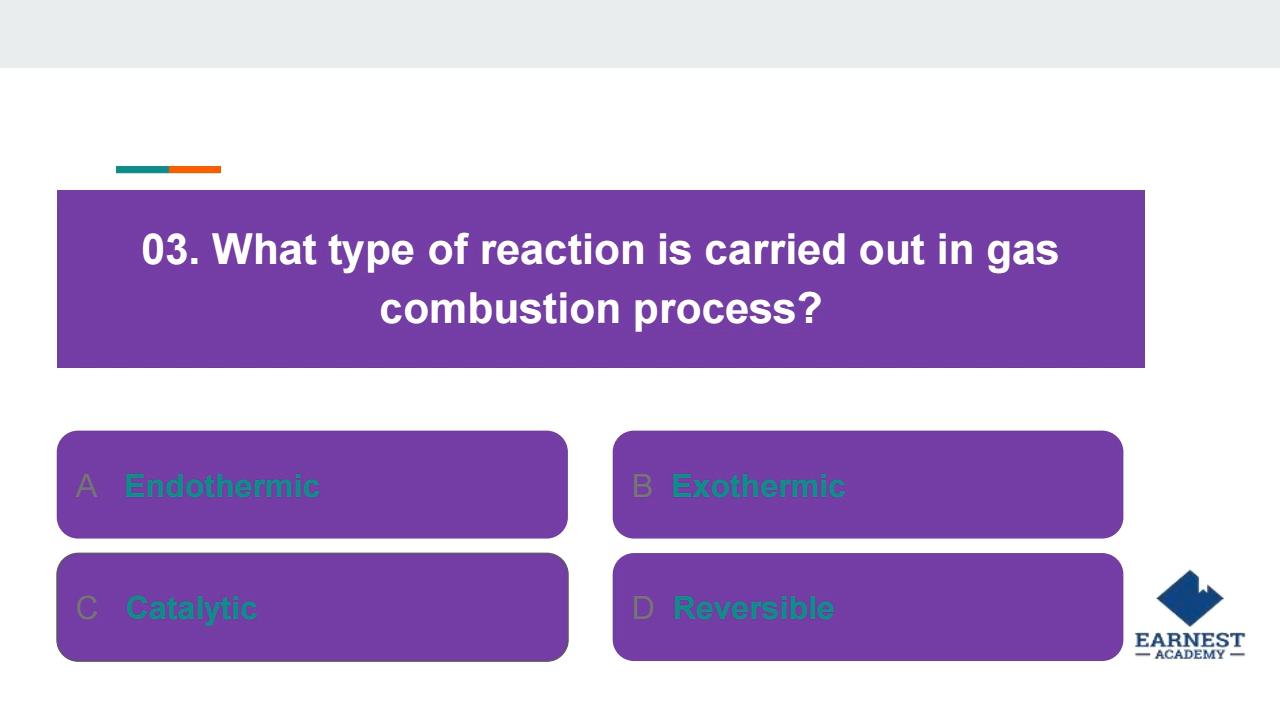 03. What type of reaction is carried out in gas
combustion process?
A Endothermic
B Exothermic
C Catalytic
D Reversible
EARNEST
ACADEMY